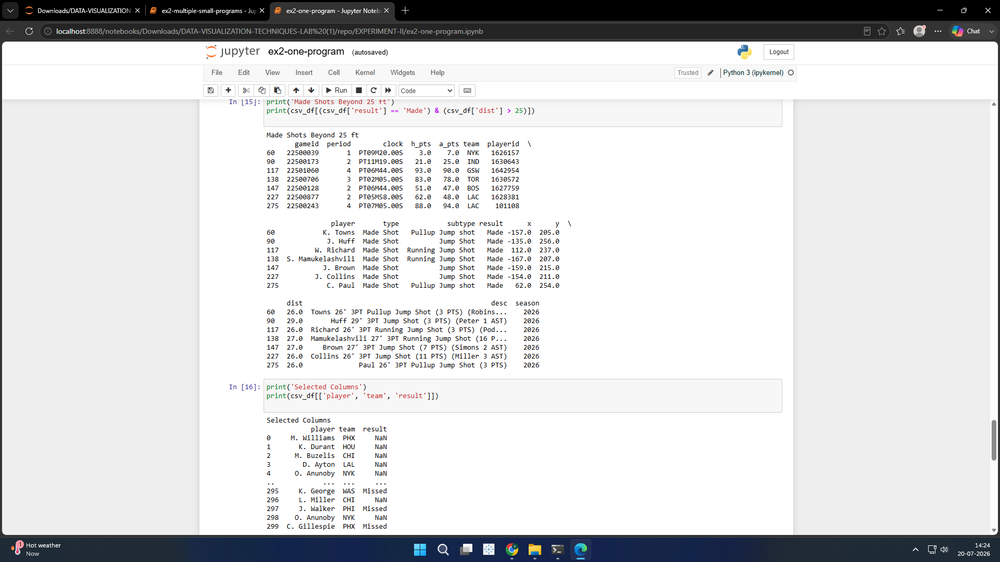 Downloads/DATA-VISUALIZATION
ex2-multiple-small-programs - Jup
ex2-one-program - Jupyter Noteb
localhost:8888/notebooks/Downloads/DATA-VISUALIZATION-TECHNIQUES-LAB%20(1)/repo/EXPERIMENT-II/ex2-one-program.ipynb
Chat
jupyter ex2-one-program (autosaved)
Logout
File Edit View Insert Cell Kernel Widgets Help
Trusted Python 3 (ipykernel)
Run Code
In [15]: print('Made Shots Beyond 25 ft')
print(csv_df[(csv_df['result'] == 'Made') & (csv_df['dist'] > 25)])
Made Shots Beyond 25 ft
gameid period clock h_pts a_pts team playerid \
60 22500039 1 PT09M20.00S 3.0 7.0 NYK 1626157
90 22500173 2 PT11M19.00S 21.0 25.0 IND 1630643
117 22501060 4 PT06M44.00S 93.0 90.0 GSW 1642954
138 22500706 3 PT02M05.00S 83.0 78.0 TOR 1630572
147 22500128 2 PT06M44.00S 51.0 47.0 BOS 1627759
227 22500877 2 PT05M58.00S 62.0 48.0 LAC 1628381
275 22500243 4 PT07M05.00S 88.0 94.0 LAC 101108
player type subtype result x y \
60 K. Towns Made Shot Pullup Jump shot Made -157.0 205.0
90 J. Huff Made Shot Jump Shot Made -135.0 256.0
117 W. Richard Made Shot Running Jump Shot Made 112.0 237.0
138 S. Mamukelashvili Made Shot Running Jump Shot Made -167.0 207.0
147 J. Brown Made Shot Jump Shot Made -159.0 215.0
227 J. Collins Made Shot Jump Shot Made -154.0 211.0
275 C. Paul Made Shot Pullup Jump shot Made 62.0 254.0
dist desc season
60 26.0 Towns 26' 3PT Pullup Jump Shot (3 PTS) (Robins... 2026
90 29.0 Huff 29' 3PT Jump Shot (3 PTS) (Peter 1 AST) 2026
117 26.0 Richard 26' 3PT Running Jump Shot (3 PTS) (Pod... 2026
138 27.0 Mamukelashvili 27' 3PT Running Jump Shot (16 P... 2026
147 27.0 Brown 27' 3PT Jump Shot (7 PTS) (Simons 2 AST) 2026
227 26.0 Collins 26' 3PT Jump Shot (11 PTS) (Miller 3 AST) 2026
275 26.0 Paul 26' 3PT Pullup Jump Shot (3 PTS) 2026
In [16]: print('Selected Columns')
print(csv_df[['player', 'team', 'result']])
Selected Columns
player team result
0 M. Williams PHX NaN
1 K. Durant HOU NaN
2 M. Buzelis CHI NaN
3 D. Ayton LAL NaN
4 O. Anunoby NYK NaN
.. ... ... ...
295 K. George WAS Missed
296 L. Miller CHI NaN
297 J. Walker PHI Missed
298 O. Anunoby NYK NaN
299 C. Gillespie PHX Missed
1
Hot weather
Now
14:24
20-07-2026